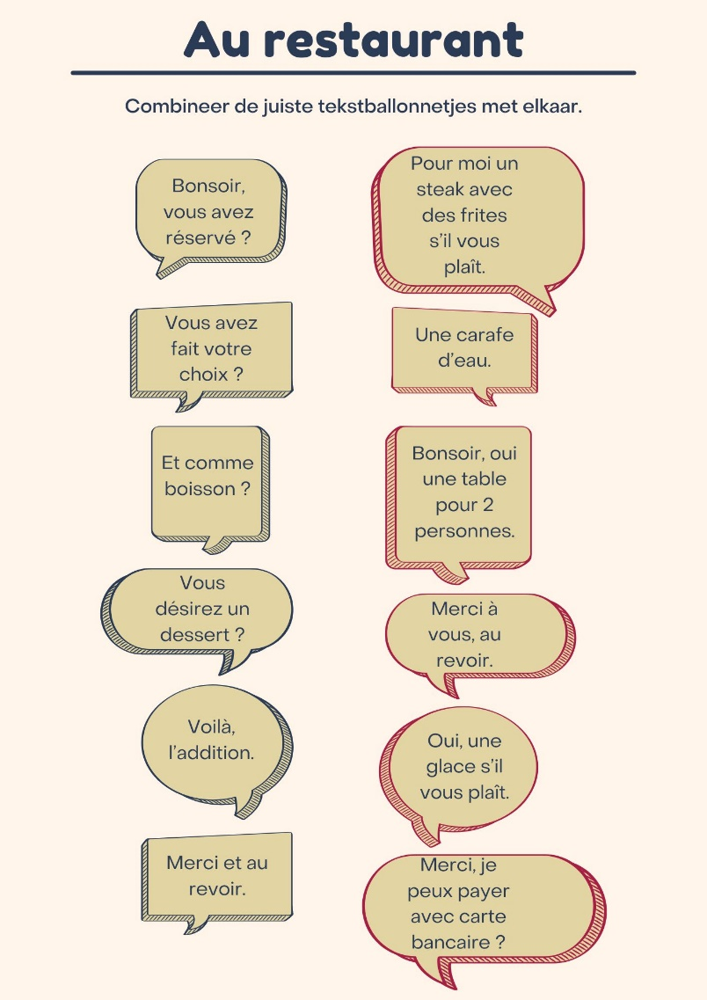 Au restaurant
Combineer de juiste tekstballonnetjes met elkaar.
Bonsoir,
vous avez
réservé ?
Pour moi un
steak avec
des frites
s'il vous
plaît.
Vous avez
fait votre
choix ?
Une carafe
d'eau.
Et comme
boisson ?
Bonsoir, oui
une table
pour 2
personnes.
Vous
désirez un
dessert ?
Merci à
vous, au
revoir.
Voilà,
l'addition.
Oui, une
glace s'il
vous plaît.
Merci et au
revoir.
Merci, je
peux payer
avec carte
bancaire ?